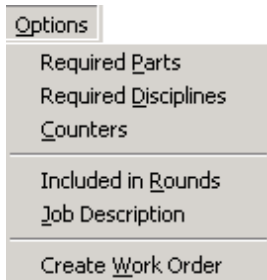 Options
Required Parts
Required Disciplines
Counters
Included in Rounds
Job Description
Create Work Order